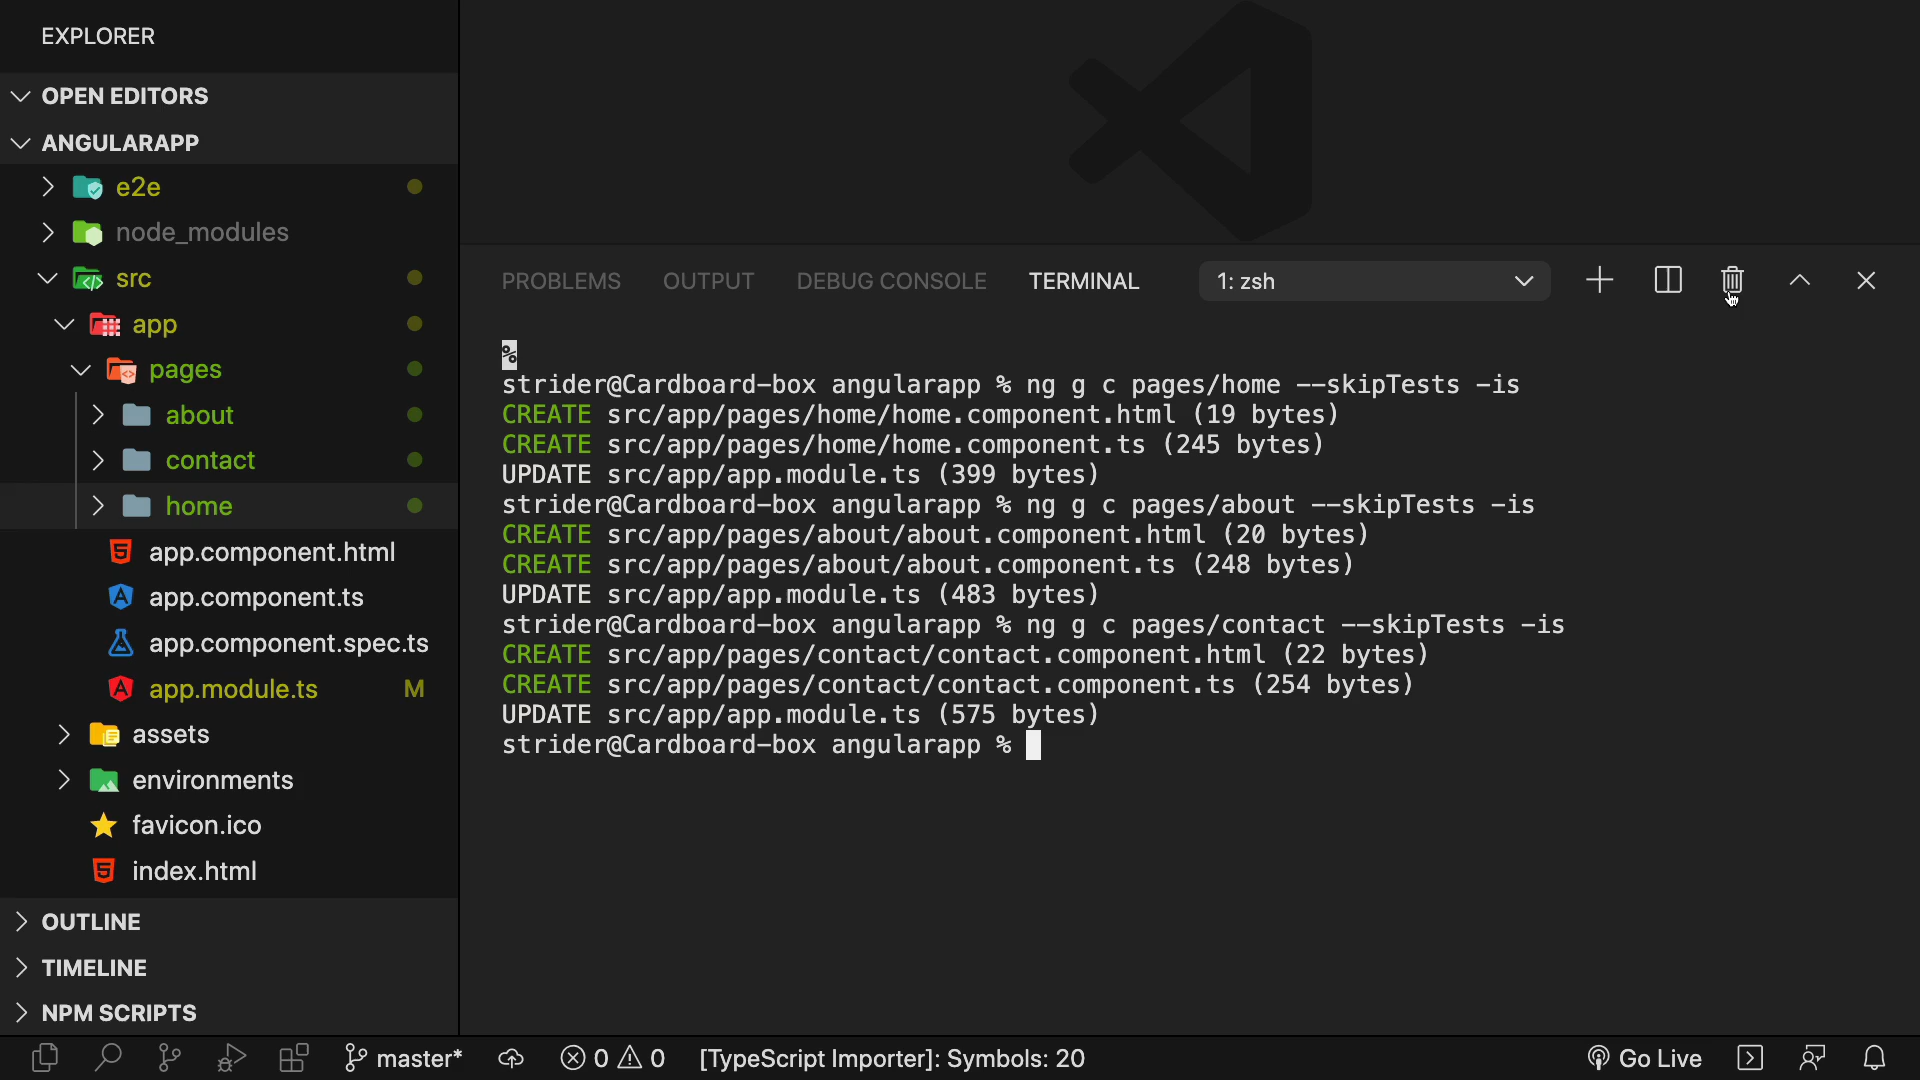 EXPLORER
OPEN EDITORS
ANGULARAPP
e2e
node_modules
src
app
pages
about
contact
home
app.component.html
app.component.ts
app.component.spec.ts
app.module.ts M
assets
environments
favicon.ico
index.html
OUTLINE
TIMELINE
NPM SCRIPTS
PROBLEMS OUTPUT DEBUG CONSOLE TERMINAL 1: zsh
%
strider@Cardboard-box angularapp % ng g c pages/home --skipTests -is
CREATE src/app/pages/home/home.component.html (19 bytes)
CREATE src/app/pages/home/home.component.ts (245 bytes)
UPDATE src/app/app.module.ts (399 bytes)
strider@Cardboard-box angularapp % ng g c pages/about --skipTests -is
CREATE src/app/pages/about/about.component.html (20 bytes)
CREATE src/app/pages/about/about.component.ts (248 bytes)
UPDATE src/app/app.module.ts (483 bytes)
strider@Cardboard-box angularapp % ng g c pages/contact --skipTests -is
CREATE src/app/pages/contact/contact.component.html (22 bytes)
CREATE src/app/pages/contact/contact.component.ts (254 bytes)
UPDATE src/app/app.module.ts (575 bytes)
strider@Cardboard-box angularapp %
master* 0 0 [TypeScript Importer]: Symbols: 20 Go Live